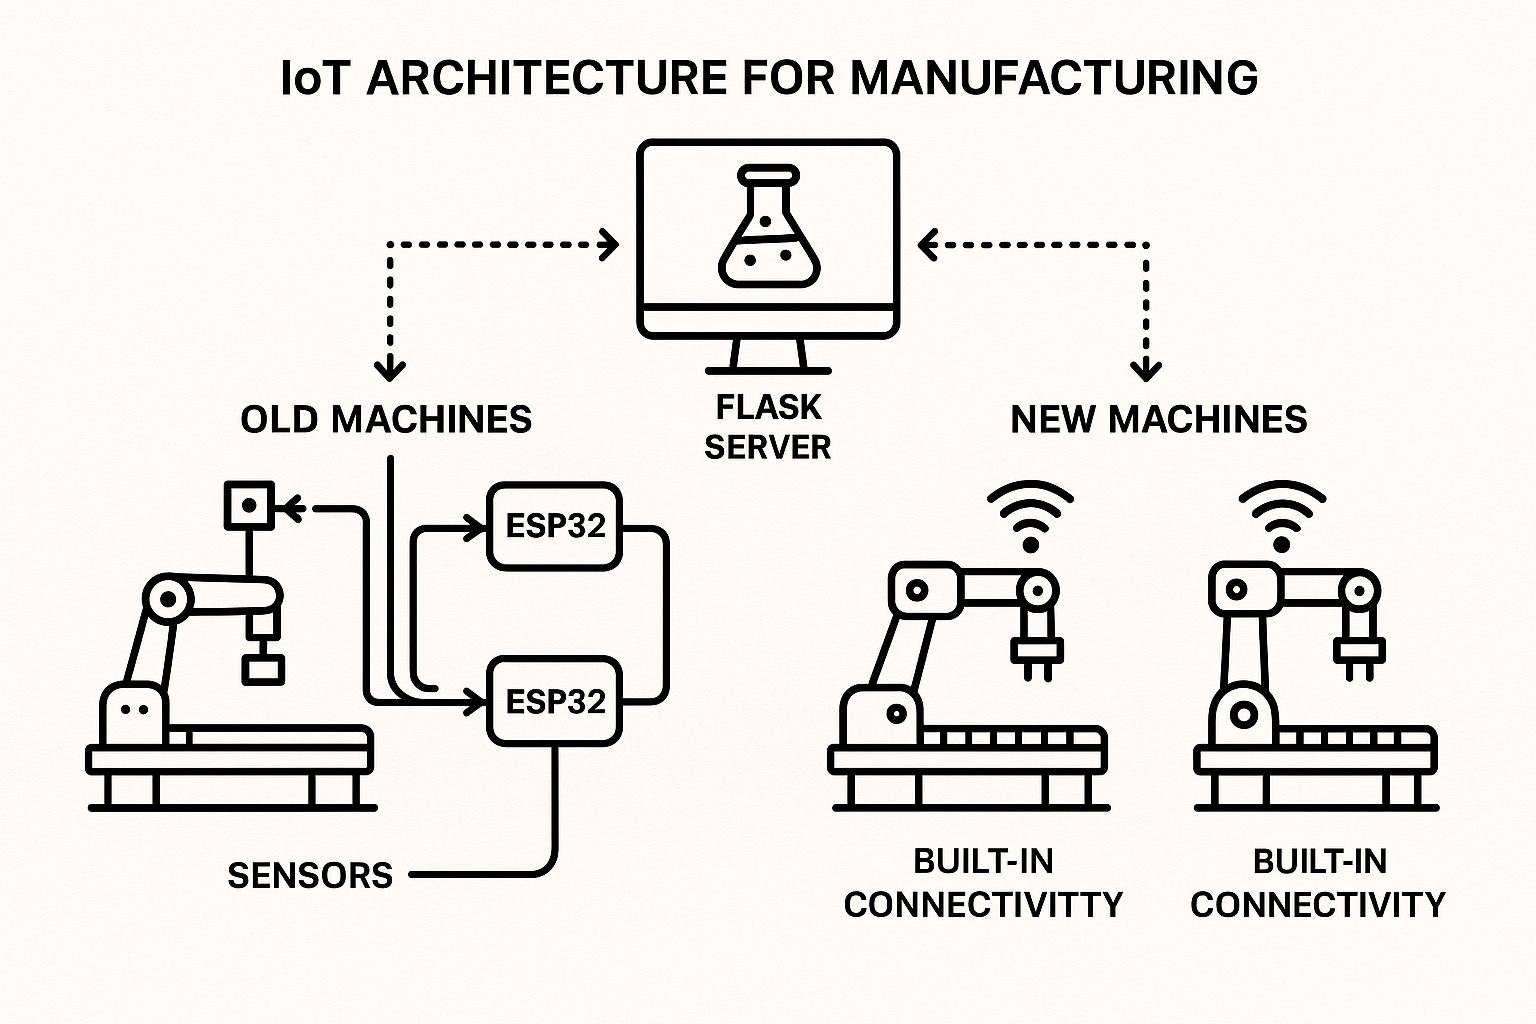 IoT ARCHITECTURE FOR MANUFACTURING
FLASK
SERVER
OLD MACHINES
NEW MACHINES
ESP32
ESP32
SENSORS
BUILT-IN
CONNECTIVITTY
BUILT-IN
CONNECTIVITY